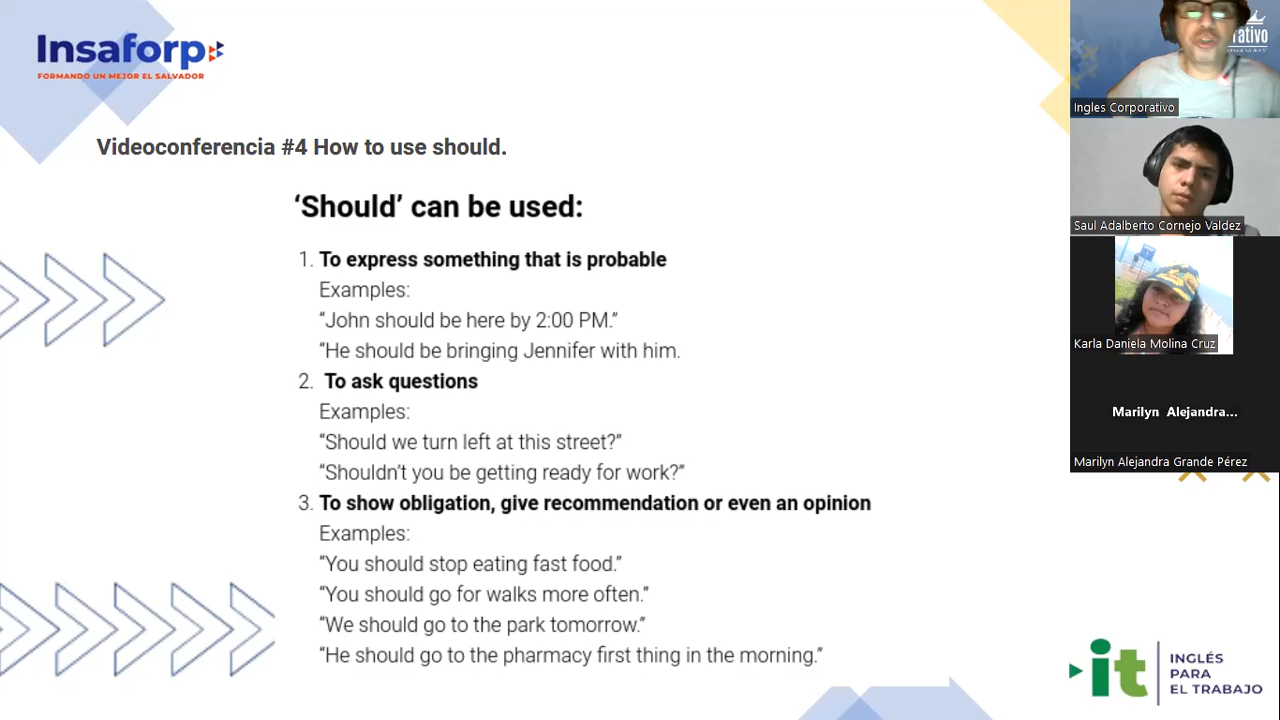 Insaforp
FORMANDO UN MEJOR EL SALVADOR
Videoconferencia #4 How to use should.
‘Should’ can be used:
1. To express something that is probable
Examples:
“John should be here by 2:00 PM.”
“He should be bringing Jennifer with him.
2. To ask questions
Examples:
“Should we turn left at this street?”
“Shouldn’t you be getting ready for work?”
3. To show obligation, give recommendation or even an opinion
Examples:
“You should stop eating fast food.”
“You should go for walks more often.”
“We should go to the park tomorrow.”
“He should go to the pharmacy first thing in the morning.”
Ingles Corporativo
Saul Adalberto Cornejo Valdez
Karla Daniela Molina Cruz
Marilyn Alejandra...
Marilyn Alejandra Grande Pérez
it
INGLÉS
PARA
EL TRABAJO